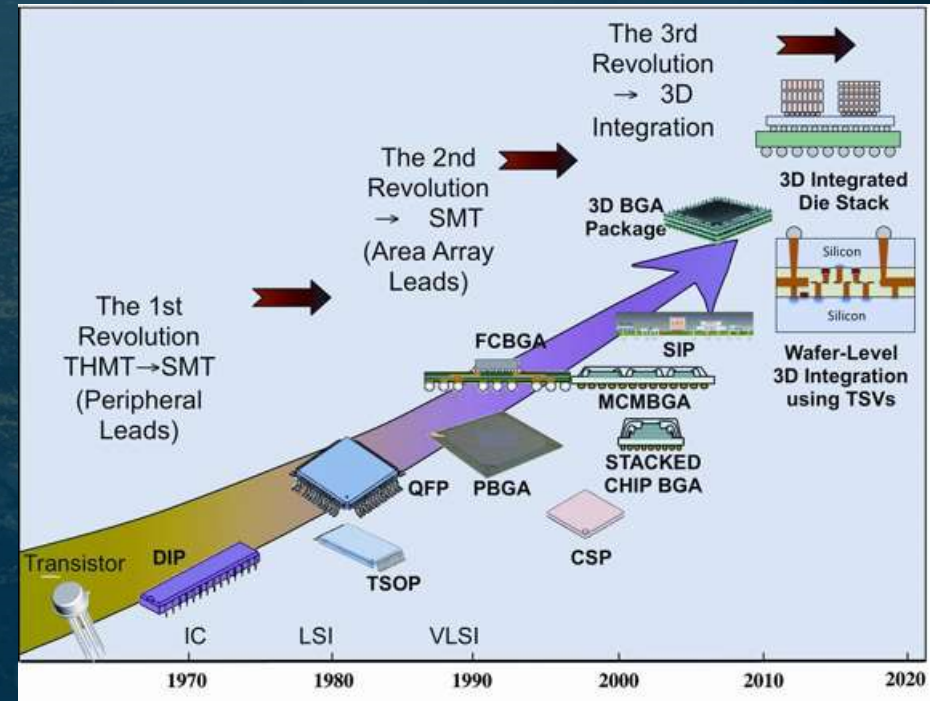 The 1st
Revolution
THMT→SMT
(Peripheral
Leads)
The 2nd
Revolution
→ SMT
(Area Array
Leads)
The 3rd
Revolution
→ 3D
Integration
3D Integrated
Die Stack
3D BGA
Package
Silicon
Silicon
Wafer-Level
3D Integration
using TSVs
FCBGA
SIP
MCMBGA
QFP
PBGA
STACKED
CHIP BGA
Transistor
DIP
TSOP
CSP
IC
LSI
VLSI
1970
1980
1990
2000
2010
2020